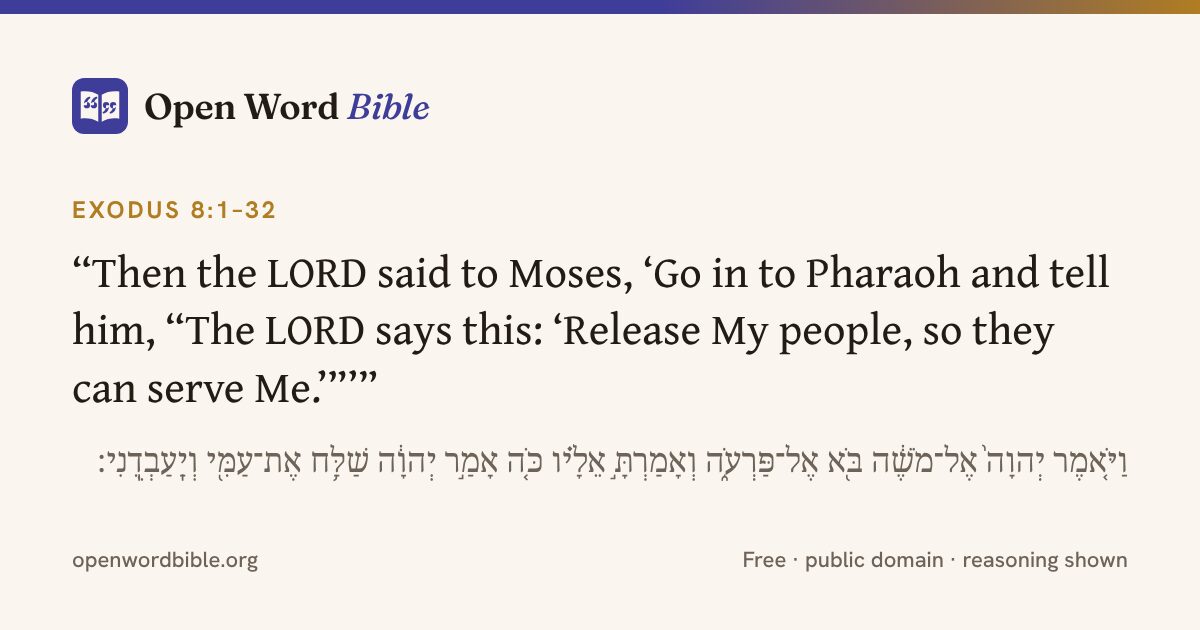 Open Word Bible
EXODUS 8:1–32
“Then the LORD said to Moses, ‘Go in to Pharaoh and tell
him, “The LORD says this: ‘Release My people, so they
can serve Me.’”’”
וַיֹּ֤אמֶר יְהוָה֙ אֶל־מֹשֶׁ֔ה בֹּ֖א אֶל־פַּרְעֹ֑ה וְאָמַרְתָּ֣ אֵלָ֗יו כֹּ֚ה אָמַ֣ר יְהוָ֔ה שַׁלַּ֥ח אֶת־עַמִּ֖י וְיַֽעַבְדֻֽנִי׃
openwordbible.org
Free · public domain · reasoning shown